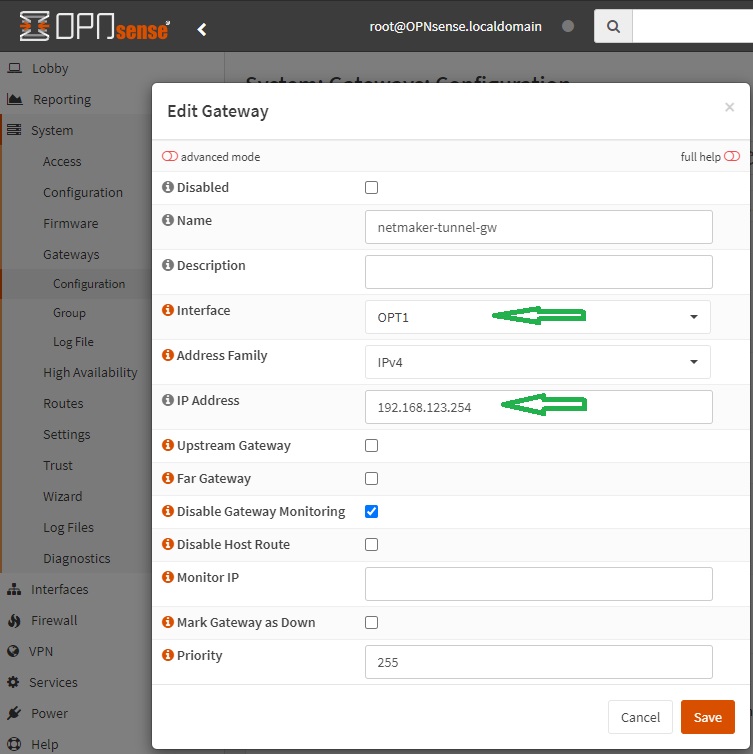 OPNsense
root@OPNsense.localdomain
Lobby
Reporting
System
Access
Configuration
Firmware
Gateways
Configuration
Group
Log File
High Availability
Routes
Settings
Trust
Wizard
Log Files
Diagnostics
Interfaces
Firewall
VPN
Services
Power
Help
System: Gateways: Configuration
Edit Gateway
×
advanced mode
full help
Disabled
Name
netmaker-tunnel-gw
Description
Interface
OPT1
Address Family
IPv4
IP Address
192.168.123.254
Upstream Gateway
Far Gateway
Disable Gateway Monitoring
Disable Host Route
Monitor IP
Mark Gateway as Down
Priority
255
Cancel
Save